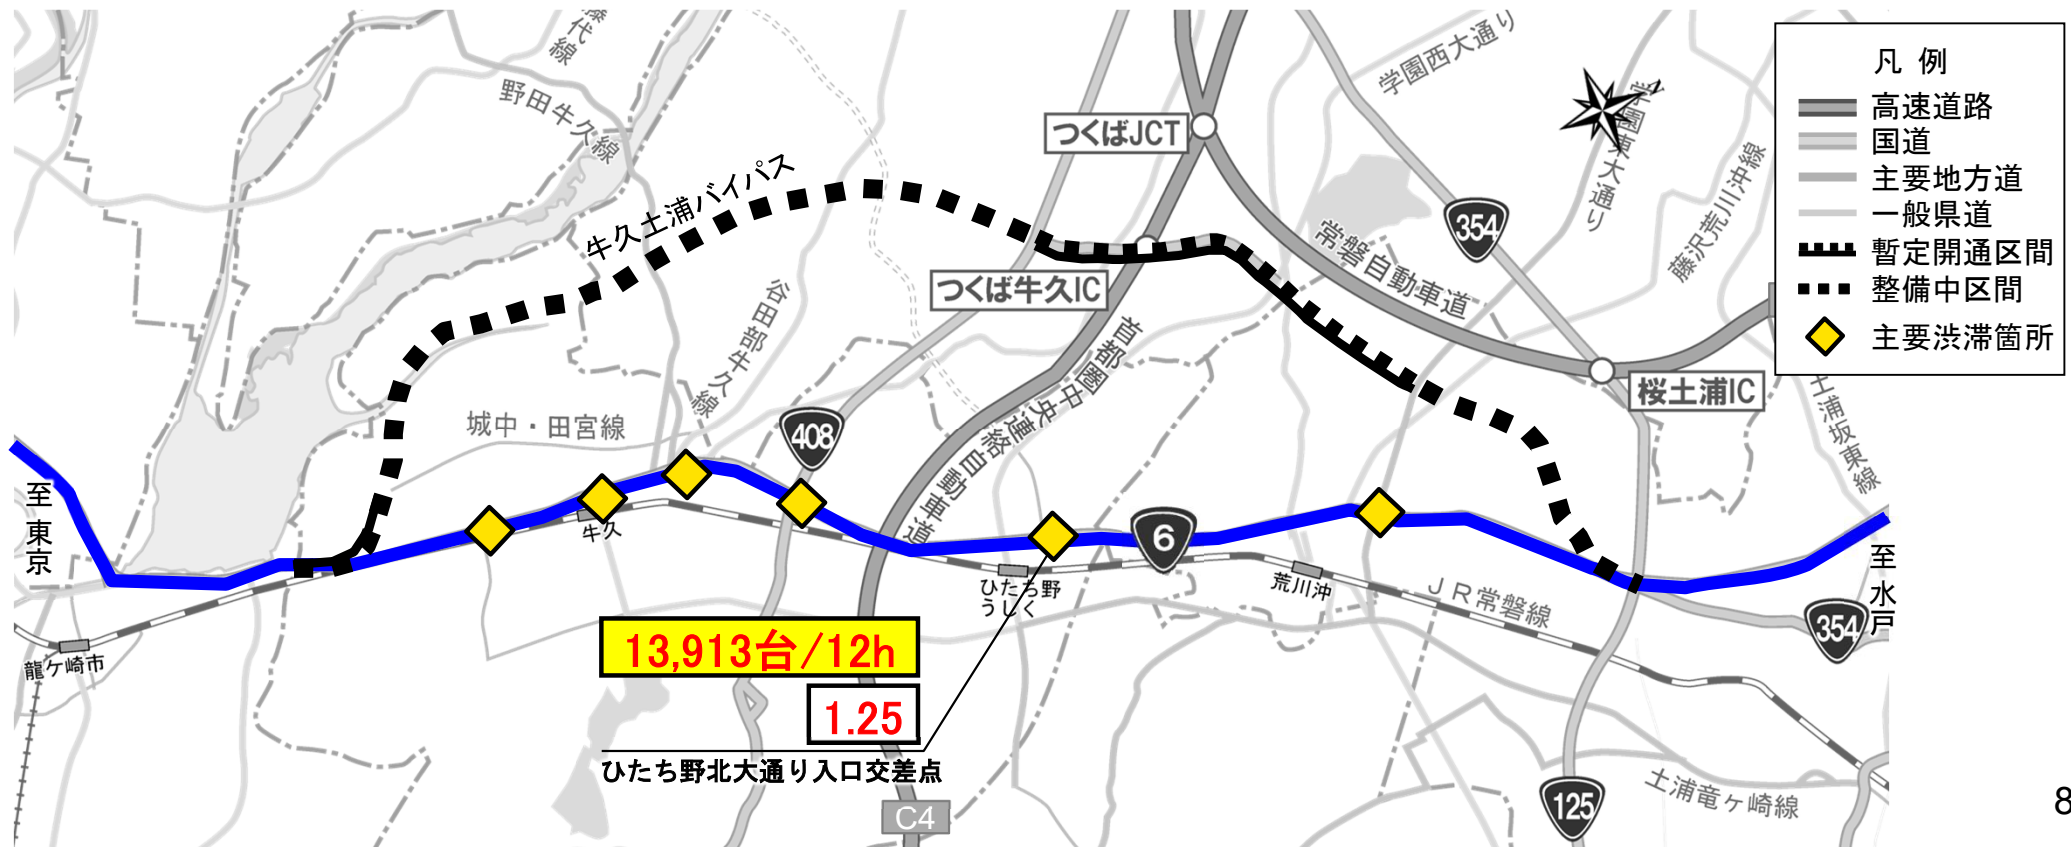 藤代線
野田牛久線
牛久土浦バイパス
つくばJCT
学園西大通り
学園東大通り
藤沢荒川沖線
354
常磐自動車道
つくば牛久IC
谷田部牛久線
首都圏中央連絡自動車道
桜土浦IC
土浦坂東線
城中・田宮線
408
至東京
牛久
6
ひたち野
うしく
荒川沖
JR常磐線
至水戸
354
龍ケ崎市
13,913台/12h
1.25
ひたち野北大通り入口交差点
C4
125
土浦竜ヶ崎線
凡 例
高速道路
国道
主要地方道
一般県道
暫定開通区間
整備中区間
主要渋滞箇所
8